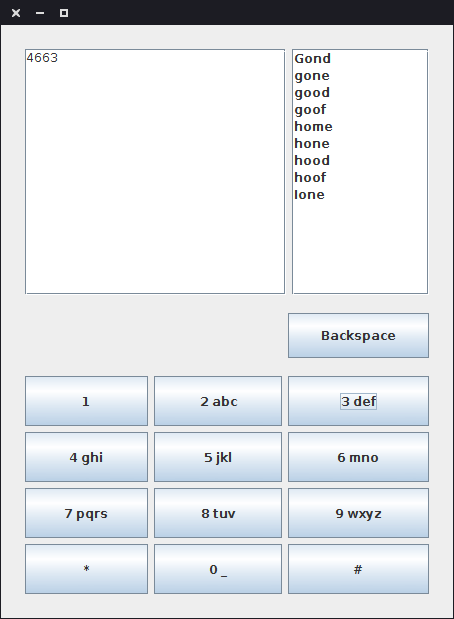 4663
Gond
gone
good
goof
home
hone
hood
hoof
Ione
Backspace
1
2 abc
3 def
4 ghi
5 jkl
6 mno
7 pqrs
8 tuv
9 wxyz
*
0 _
#